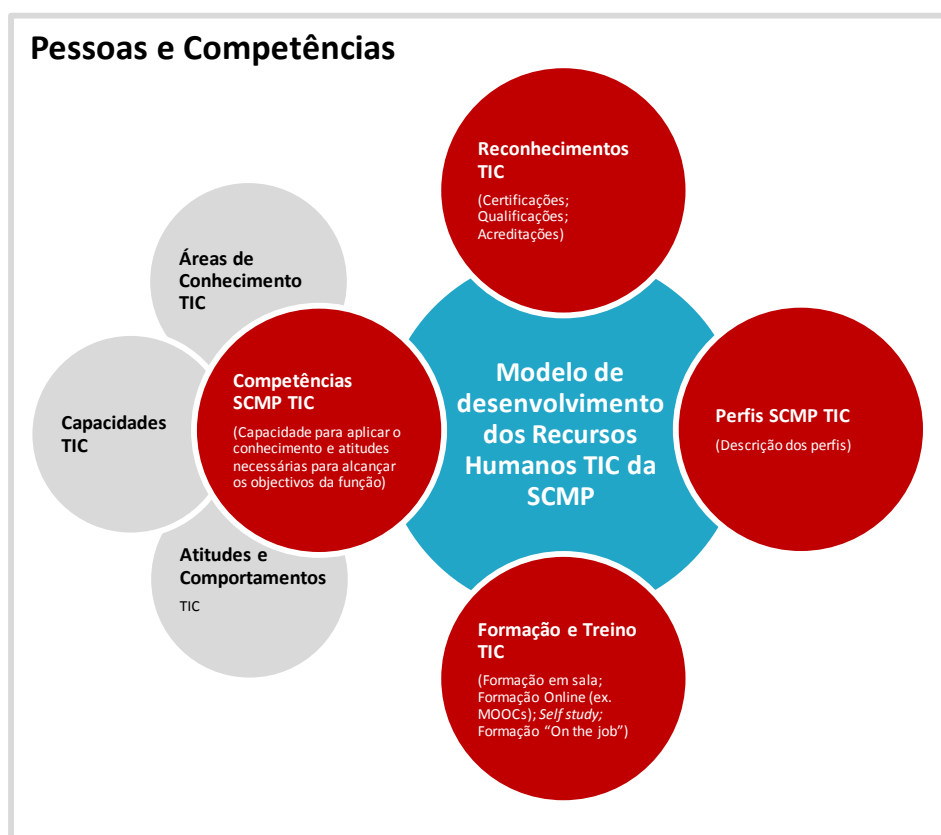 Pessoas e Competências
Reconhecimentos
TIC
(Certificações;
Qualificações;
Acreditações)
Áreas de
Conhecimento
TIC
Capacidades
TIC
Competências
SCMP TIC
(Capacidade para aplicar o
conhecimento e atitudes
necessárias para alcançar
os objectivos da função)
Modelo de
desenvolvimento
dos Recursos
Humanos TIC da
SCMP
Perfis SCMP TIC
(Descrição dos perfis)
Atitudes e
Comportamentos
TIC
Formação e Treino
TIC
(Formação em sala;
Formação Online (ex.
MOOCs); Self study;
Formação “On the job”)